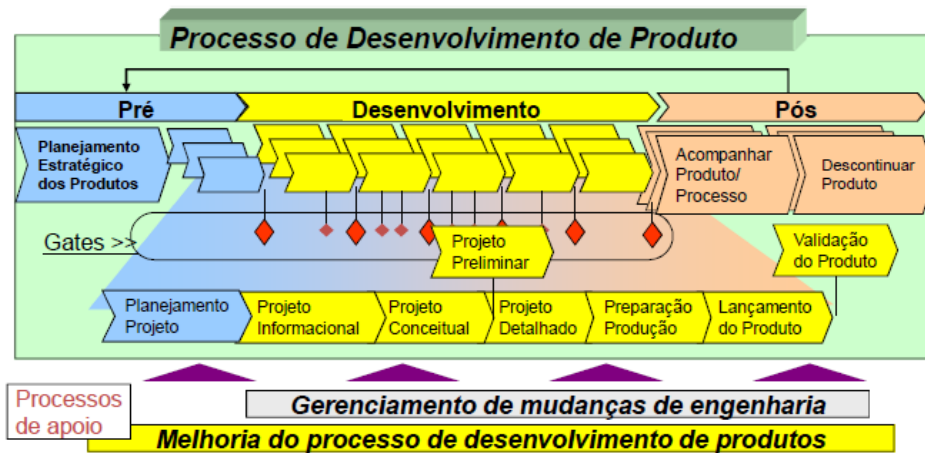 Processo de Desenvolvimento de Produto
Pré
Desenvolvimento
Pós
Planejamento
Estratégico
dos Produtos
Acompanhar
Produto/
Processo
Descontinuar
Produto
Gates >>
Projeto
Preliminar
Validação
do Produto
Planejamento
Projeto
Projeto
Informacional
Projeto
Conceitual
Projeto
Detalhado
Preparação
Produção
Lançamento
do Produto
Processos
de apoio
Gerenciamento de mudanças de engenharia
Melhoria do processo de desenvolvimento de produtos